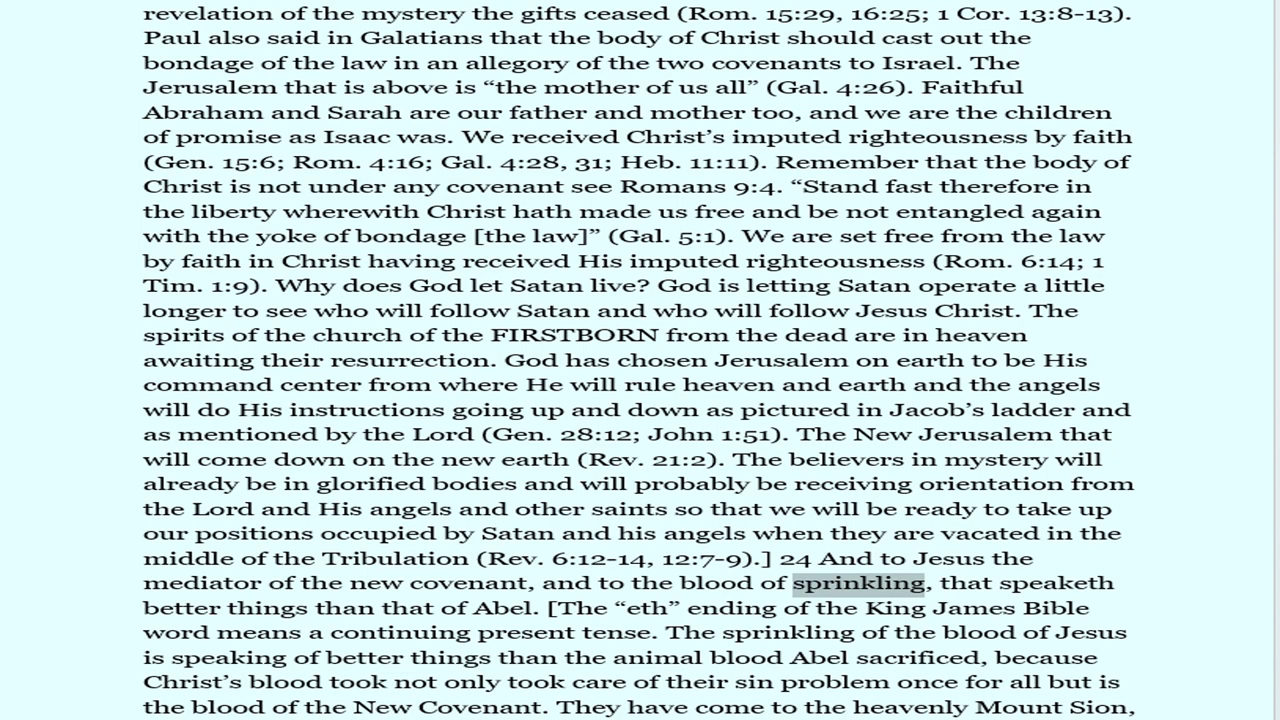 revelation of the mystery the gifts ceased (Rom. 15:29, 16:25; 1 Cor. 13:8-13).
Paul also said in Galatians that the body of Christ should cast out the
bondage of the law in an allegory of the two covenants to Israel. The
Jerusalem that is above is “the mother of us all” (Gal. 4:26). Faithful
Abraham and Sarah are our father and mother too, and we are the children
of promise as Isaac was. We received Christ’s imputed righteousness by faith
(Gen. 15:6; Rom. 4:16; Gal. 4:28, 31; Heb. 11:11). Remember that the body of
Christ is not under any covenant see Romans 9:4. “Stand fast therefore in
the liberty wherewith Christ hath made us free and be not entangled again
with the yoke of bondage [the law]” (Gal. 5:1). We are set free from the law
by faith in Christ having received His imputed righteousness (Rom. 6:14; 1
Tim. 1:9). Why does God let Satan live? God is letting Satan operate a little
longer to see who will follow Satan and who will follow Jesus Christ. The
spirits of the church of the FIRSTBORN from the dead are in heaven
awaiting their resurrection. God has chosen Jerusalem on earth to be His
command center from where He will rule heaven and earth and the angels
will do His instructions going up and down as pictured in Jacob’s ladder and
as mentioned by the Lord (Gen. 28:12; John 1:51). The New Jerusalem that
will come down on the new earth (Rev. 21:2). The believers in mystery will
already be in glorified bodies and will probably be receiving orientation from
the Lord and His angels and other saints so that we will be ready to take up
our positions occupied by Satan and his angels when they are vacated in the
middle of the Tribulation (Rev. 6:12-14, 12:7-9).] 24 And to Jesus the
mediator of the new covenant, and to the blood of sprinkling, that speaketh
better things than that of Abel. [The “eth” ending of the King James Bible
word means a continuing present tense. The sprinkling of the blood of Jesus
is speaking of better things than the animal blood Abel sacrificed, because
Christ’s blood took not only took care of their sin problem once for all but is
the blood of the New Covenant. They have come to the heavenly Mount Sion,